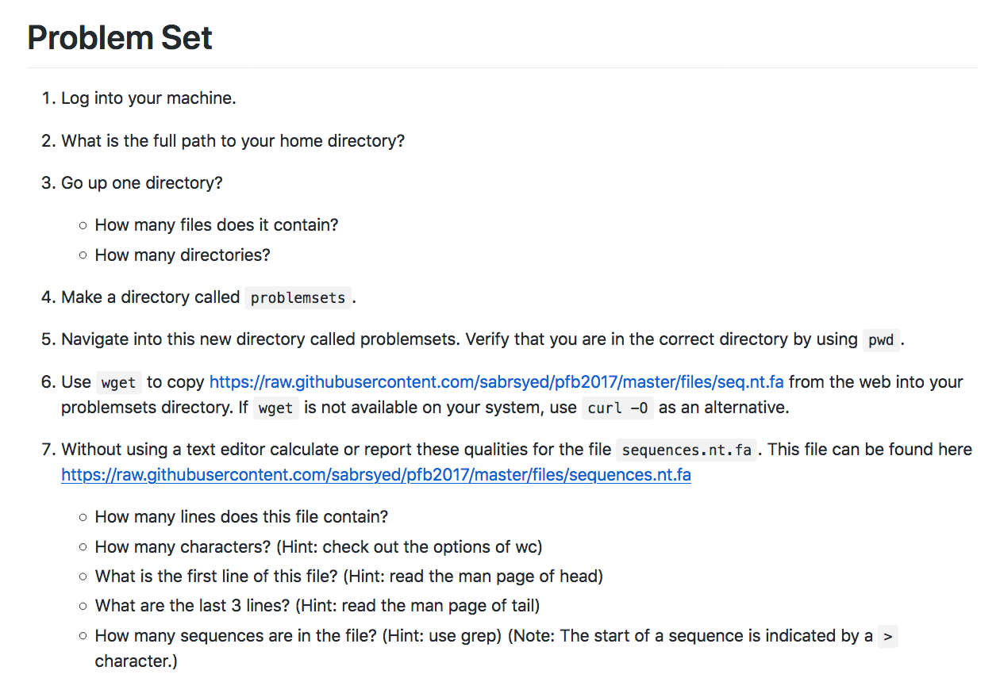 Problem Set
1. Log into your machine.
2. What is the full path to your home directory?
3. Go up one directory?
○ How many files does it contain?
○ How many directories?
4. Make a directory called problemsets .
5. Navigate into this new directory called problemsets. Verify that you are in the correct directory by using pwd .
6. Use wget to copy https://raw.githubusercontent.com/sabrsyed/pfb2017/master/files/seq.nt.fa from the web into your
problemsets directory. If wget is not available on your system, use curl -O as an alternative.
7. Without using a text editor calculate or report these qualities for the file sequences.nt.fa . This file can be found here
https://raw.githubusercontent.com/sabrsyed/pfb2017/master/files/sequences.nt.fa
○ How many lines does this file contain?
○ How many characters? (Hint: check out the options of wc)
○ What is the first line of this file? (Hint: read the man page of head)
○ What are the last 3 lines? (Hint: read the man page of tail)
○ How many sequences are in the file? (Hint: use grep) (Note: The start of a sequence is indicated by a >
character.)